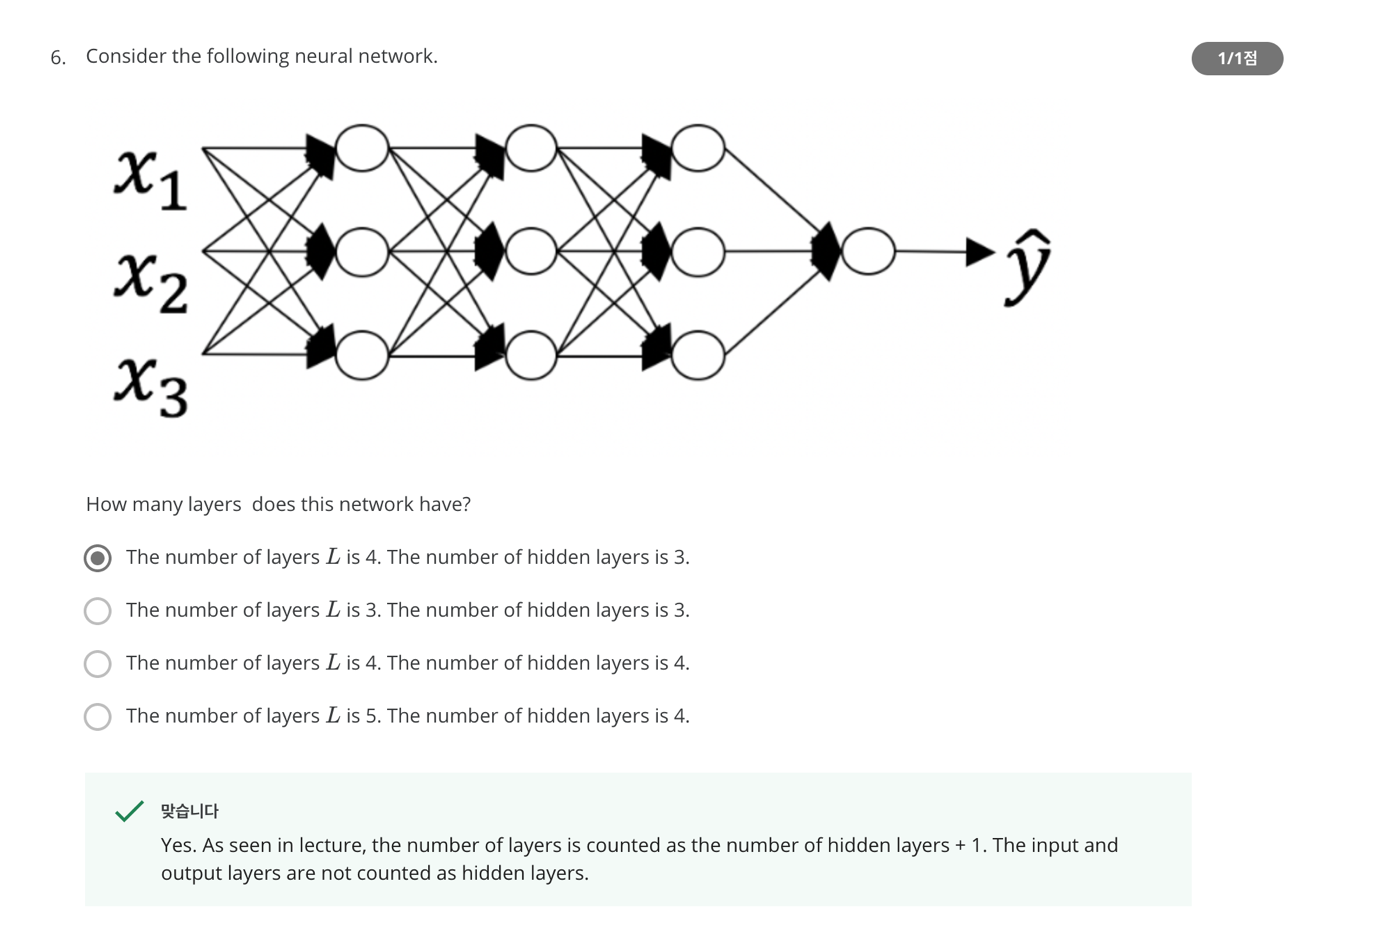 6. Consider the following neural network.
1/1점
x₁
x₂
x₃
ŷ
How many layers does this network have?
The number of layers L is 4. The number of hidden layers is 3.
The number of layers L is 3. The number of hidden layers is 3.
The number of layers L is 4. The number of hidden layers is 4.
The number of layers L is 5. The number of hidden layers is 4.
맞습니다
Yes. As seen in lecture, the number of layers is counted as the number of hidden layers + 1. The input and
output layers are not counted as hidden layers.